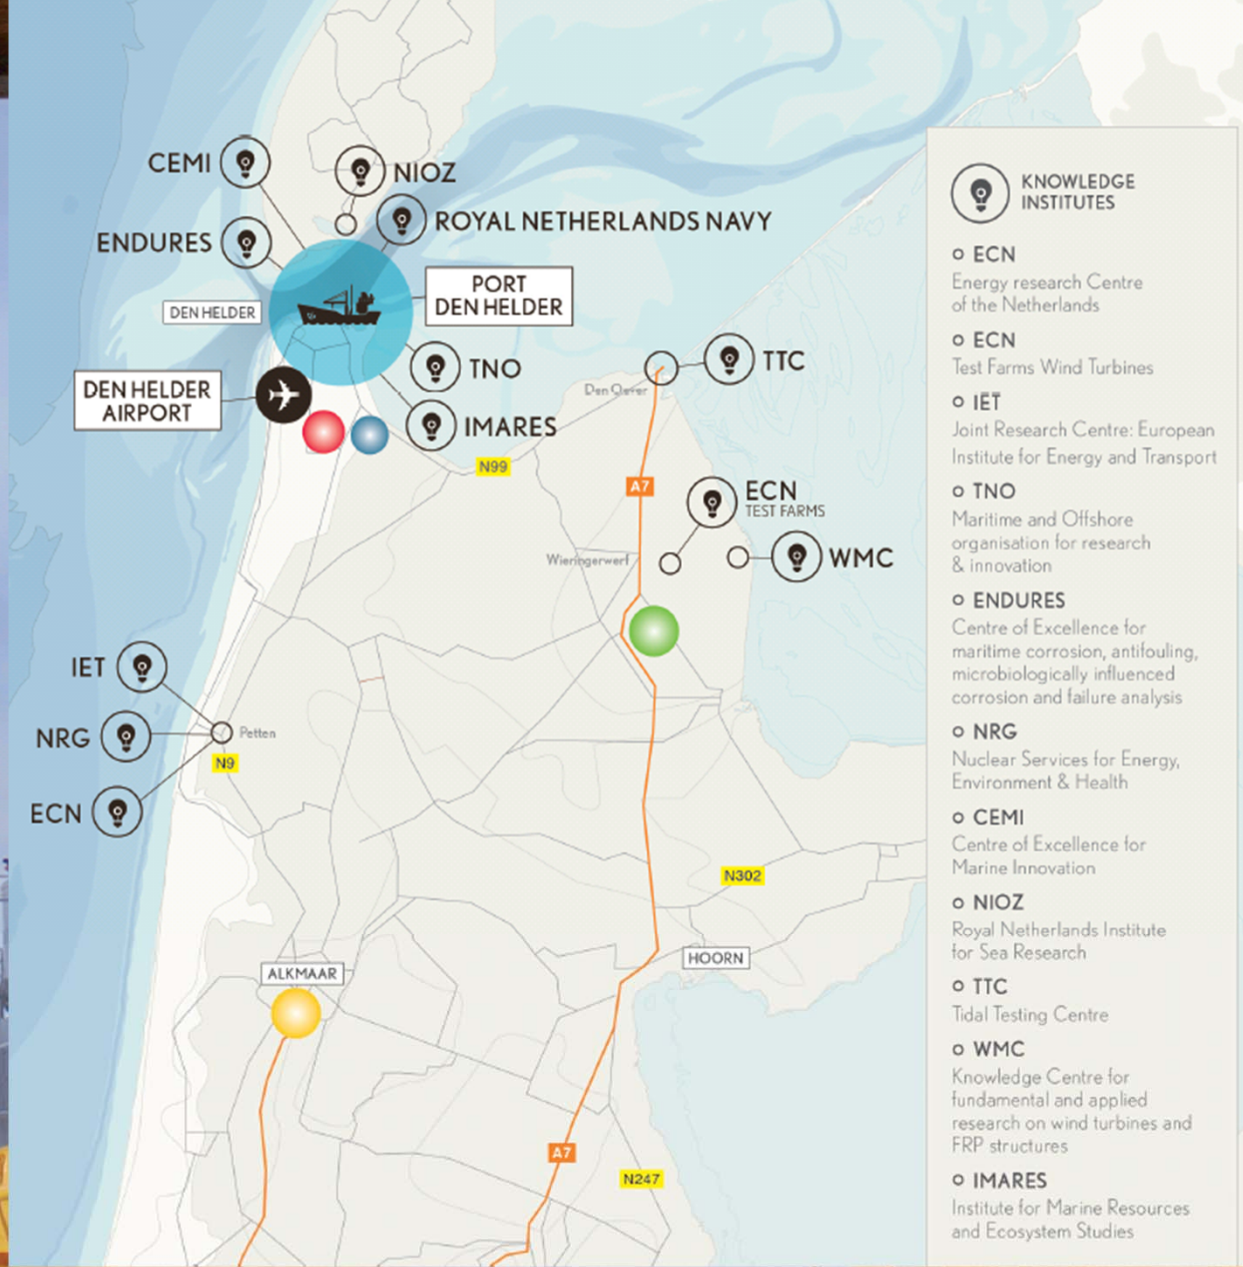 CEMI
NIOZ
ROYAL NETHERLANDS NAVY
ENDURES
PORT
DEN HELDER
DEN HELDER
TNO
TTC
DEN HELDER
AIRPORT
Den Oever
IMARES
N99
A7
ECN
TEST FARMS
Wieringerwerf
WMC
IET
NRG
Petten
N9
ECN
N302
HOORN
ALKMAAR
A7
N247
KNOWLEDGE
INSTITUTES
ECN
Energy research Centre
of the Netherlands
ECN
Test Farms Wind Turbines
IET
Joint Research Centre: European
Institute for Energy and Transport
TNO
Maritime and Offshore
organisation for research
& innovation
ENDURES
Centre of Excellence for
maritime corrosion, antifouling,
microbiologically influenced
corrosion and failure analysis
NRG
Nuclear Services for Energy,
Environment & Health
CEMI
Centre of Excellence for
Marine Innovation
NIOZ
Royal Netherlands Institute
for Sea Research
TTC
Tidal Testing Centre
WMC
Knowledge Centre for
fundamental and applied
research on wind turbines and
FRP structures
IMARES
Institute for Marine Resources
and Ecosystem Studies